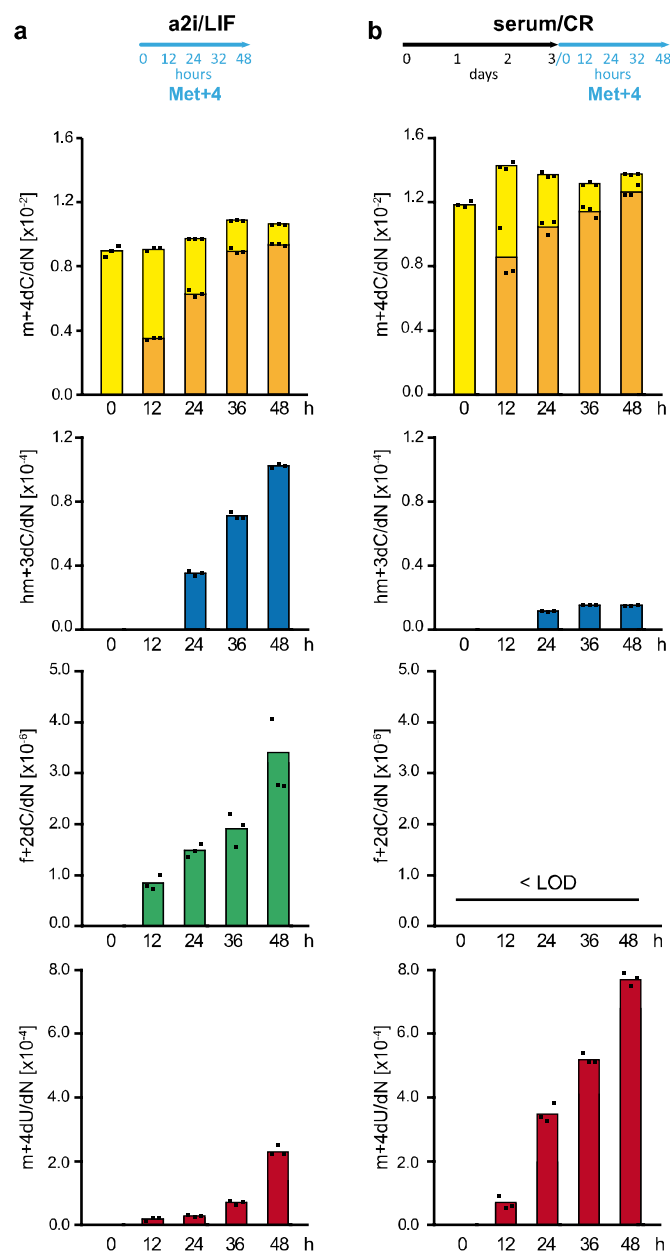 a
a2i/LIF
0 12 24 32 48
hours
Met+4
b
serum/CR
0 1 2 3/0 12 24 32 48
days hours
Met+4
m+4dC/dN [x10⁻²]
1.6
1.2
0.8
0.4
0.0
0 12 24 36 48 h
m+4dC/dN [x10⁻²]
1.6
1.2
0.8
0.4
0.0
0 12 24 36 48 h
hm+3dC/dN [x10⁻⁴]
1.2
0.8
0.4
0.0
0 12 24 36 48 h
hm+3dC/dN [x10⁻⁴]
1.2
0.8
0.4
0.0
0 12 24 36 48 h
f+2dC/dN [x10⁻⁶]
5.0
4.0
3.0
2.0
1.0
0.0
0 12 24 36 48 h
f+2dC/dN [x10⁻⁶]
5.0
4.0
3.0
2.0
1.0
0.0
< LOD
0 12 24 36 48 h
m+4dU/dN [x10⁻⁴]
8.0
6.0
4.0
2.0
0.0
0 12 24 36 48 h
m+4dU/dN [x10⁻⁴]
8.0
6.0
4.0
2.0
0.0
0 12 24 36 48 h